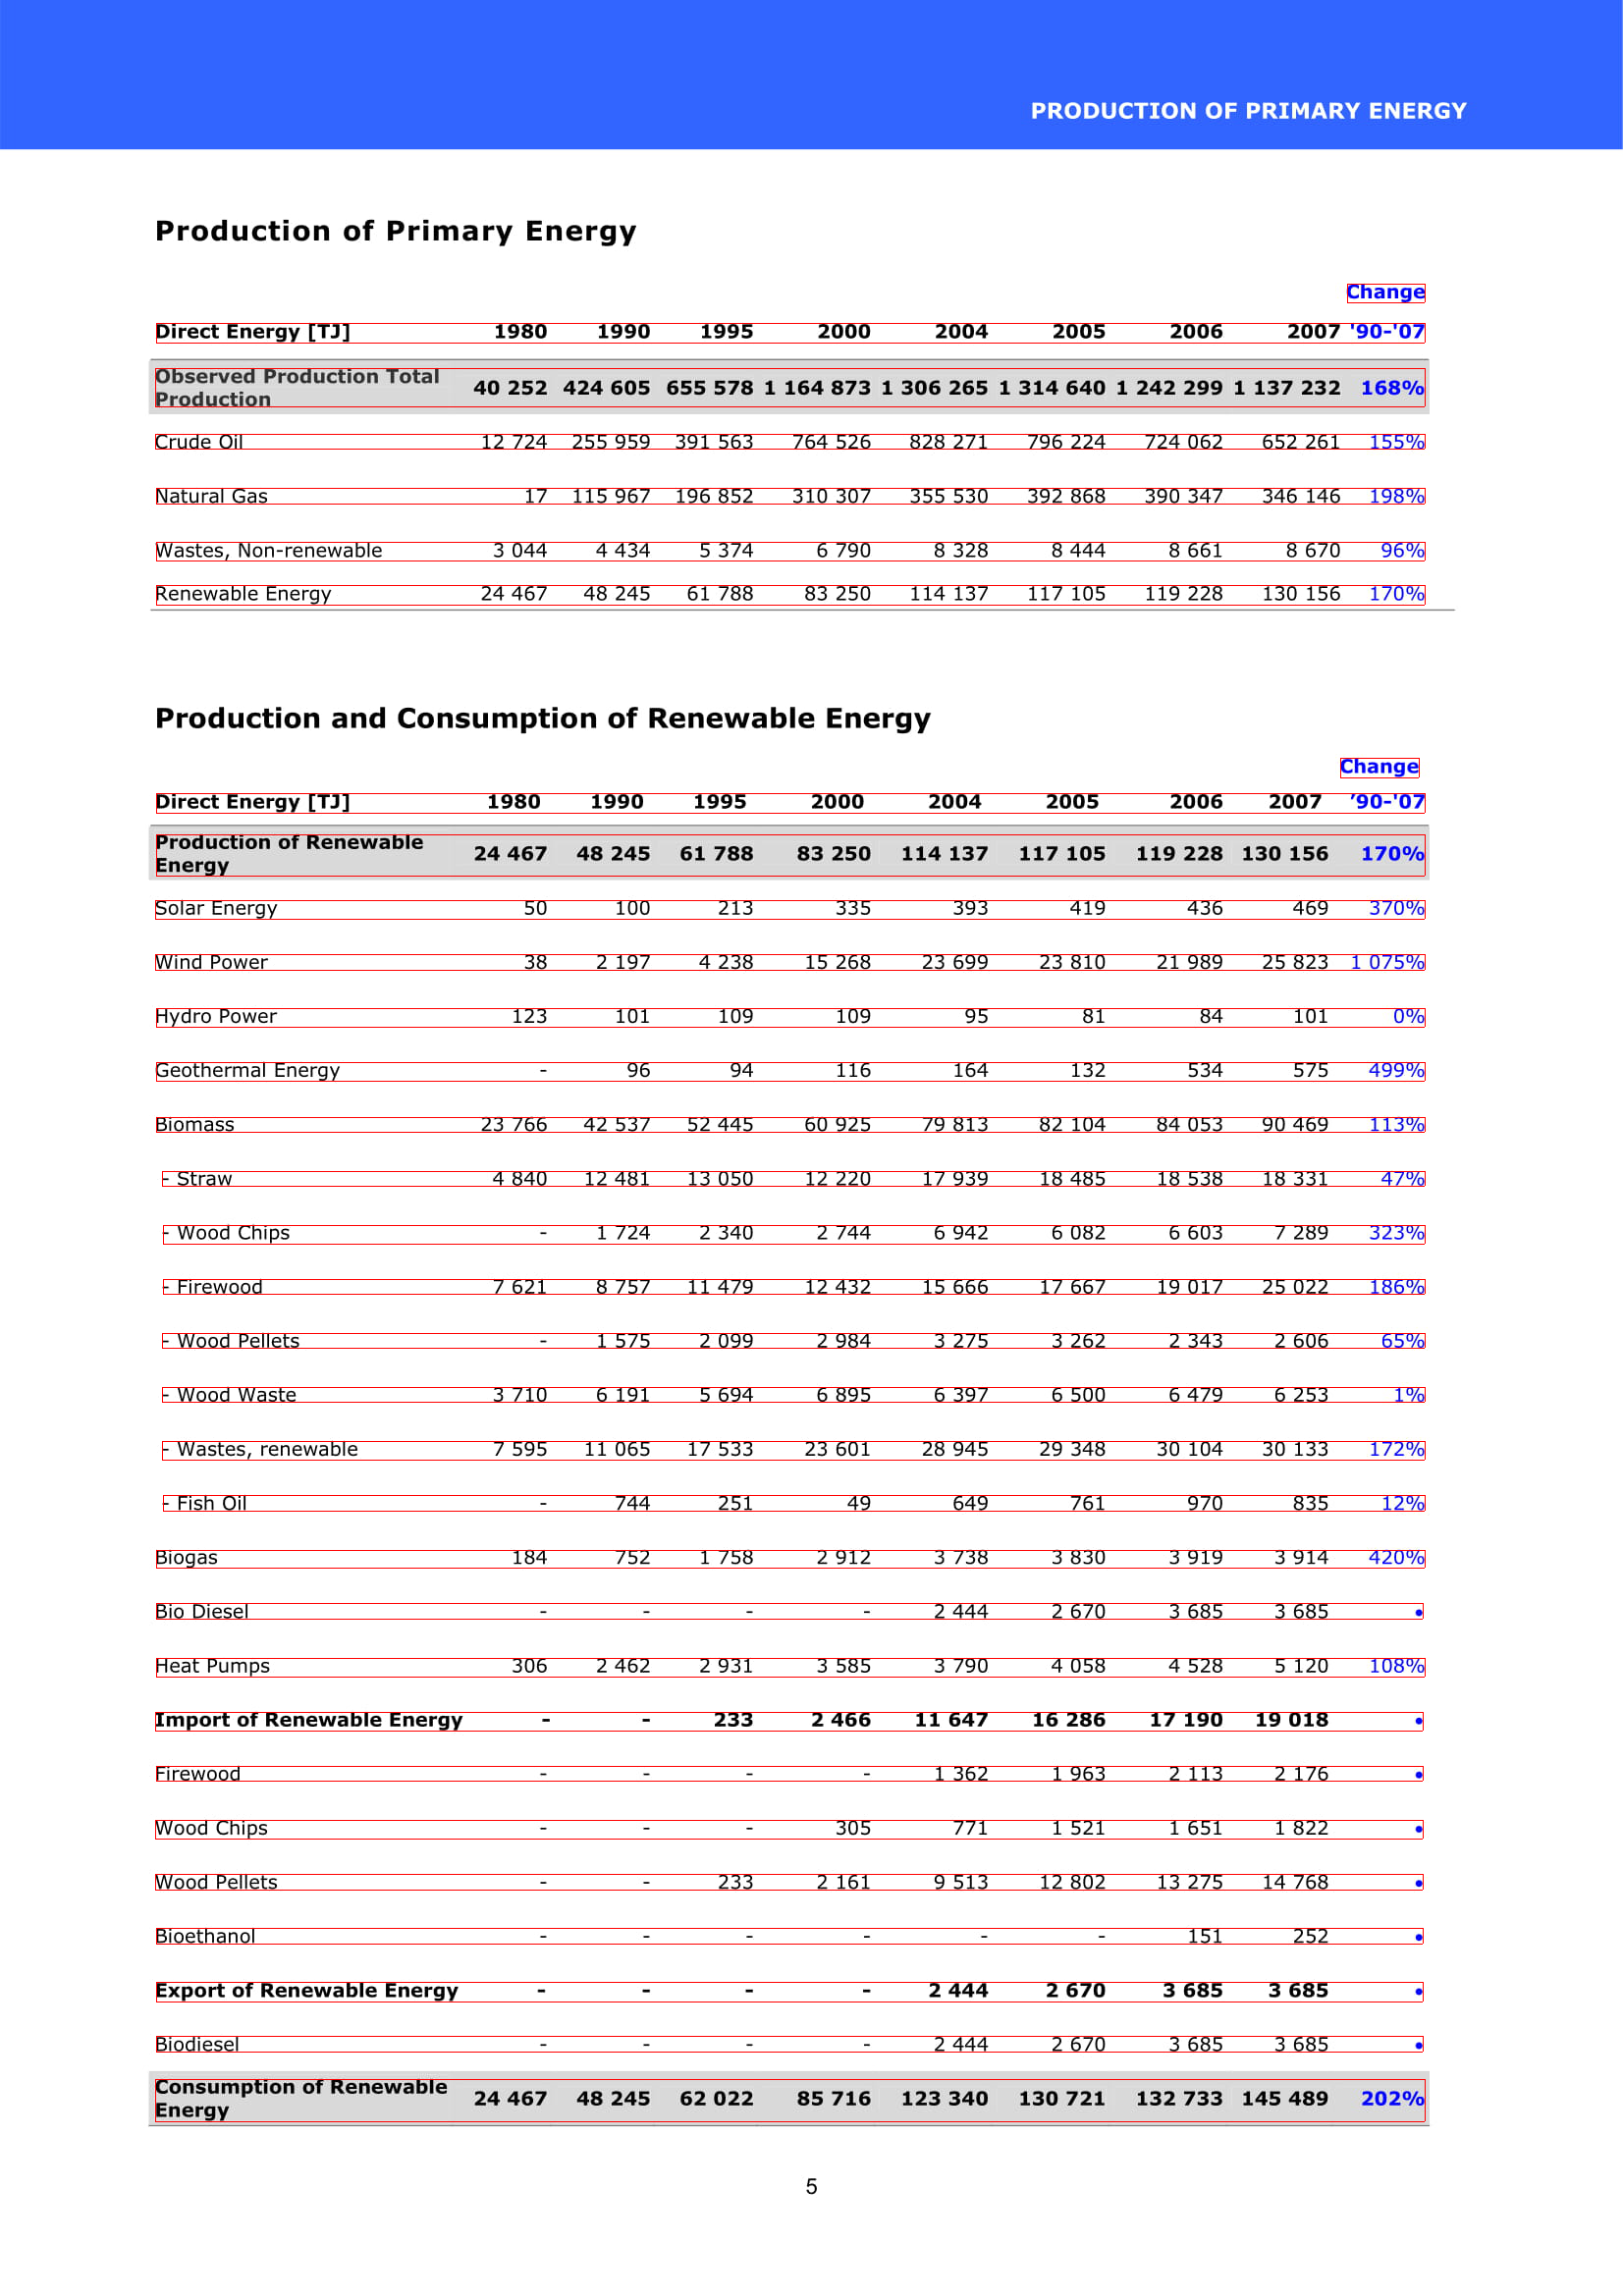 PRODUCTION OF PRIMARY ENERGY
Production of Primary Energy
Change
Direct Energy [TJ] 1980 1990 1995 2000 2004 2005 2006 2007 '90-'07
Observed Production Total
Production 40 252 424 605 655 578 1 164 873 1 306 265 1 314 640 1 242 299 1 137 232 168%
Crude Oil 12 724 255 959 391 563 764 526 828 271 796 224 724 062 652 261 155%
Natural Gas 17 115 967 196 852 310 307 355 530 392 868 390 347 346 146 198%
Wastes, Non-renewable 3 044 4 434 5 374 6 790 8 328 8 444 8 661 8 670 96%
Renewable Energy 24 467 48 245 61 788 83 250 114 137 117 105 119 228 130 156 170%
Production and Consumption of Renewable Energy
Change
Direct Energy [TJ] 1980 1990 1995 2000 2004 2005 2006 2007 ’90-'07
Production of Renewable
Energy 24 467 48 245 61 788 83 250 114 137 117 105 119 228 130 156 170%
Solar Energy 50 100 213 335 393 419 436 469 370%
Wind Power 38 2 197 4 238 15 268 23 699 23 810 21 989 25 823 1 075%
Hydro Power 123 101 109 109 95 81 84 101 0%
Geothermal Energy - 96 94 116 164 132 534 575 499%
Biomass 23 766 42 537 52 445 60 925 79 813 82 104 84 053 90 469 113%
- Straw 4 840 12 481 13 050 12 220 17 939 18 485 18 538 18 331 47%
- Wood Chips - 1 724 2 340 2 744 6 942 6 082 6 603 7 289 323%
- Firewood 7 621 8 757 11 479 12 432 15 666 17 667 19 017 25 022 186%
- Wood Pellets - 1 575 2 099 2 984 3 275 3 262 2 343 2 606 65%
- Wood Waste 3 710 6 191 5 694 6 895 6 397 6 500 6 479 6 253 1%
- Wastes, renewable 7 595 11 065 17 533 23 601 28 945 29 348 30 104 30 133 172%
- Fish Oil - 744 251 49 649 761 970 835 12%
Biogas 184 752 1 758 2 912 3 738 3 830 3 919 3 914 420%
Bio Diesel - - - - 2 444 2 670 3 685 3 685 •
Heat Pumps 306 2 462 2 931 3 585 3 790 4 058 4 528 5 120 108%
Import of Renewable Energy - - 233 2 466 11 647 16 286 17 190 19 018 •
Firewood - - - - 1 362 1 963 2 113 2 176 •
Wood Chips - - - 305 771 1 521 1 651 1 822 •
Wood Pellets - - 233 2 161 9 513 12 802 13 275 14 768 •
Bioethanol - - - - - - 151 252 •
Export of Renewable Energy - - - - 2 444 2 670 3 685 3 685 •
Biodiesel - - - - 2 444 2 670 3 685 3 685 •
Consumption of Renewable
Energy 24 467 48 245 62 022 85 716 123 340 130 721 132 733 145 489 202%
5